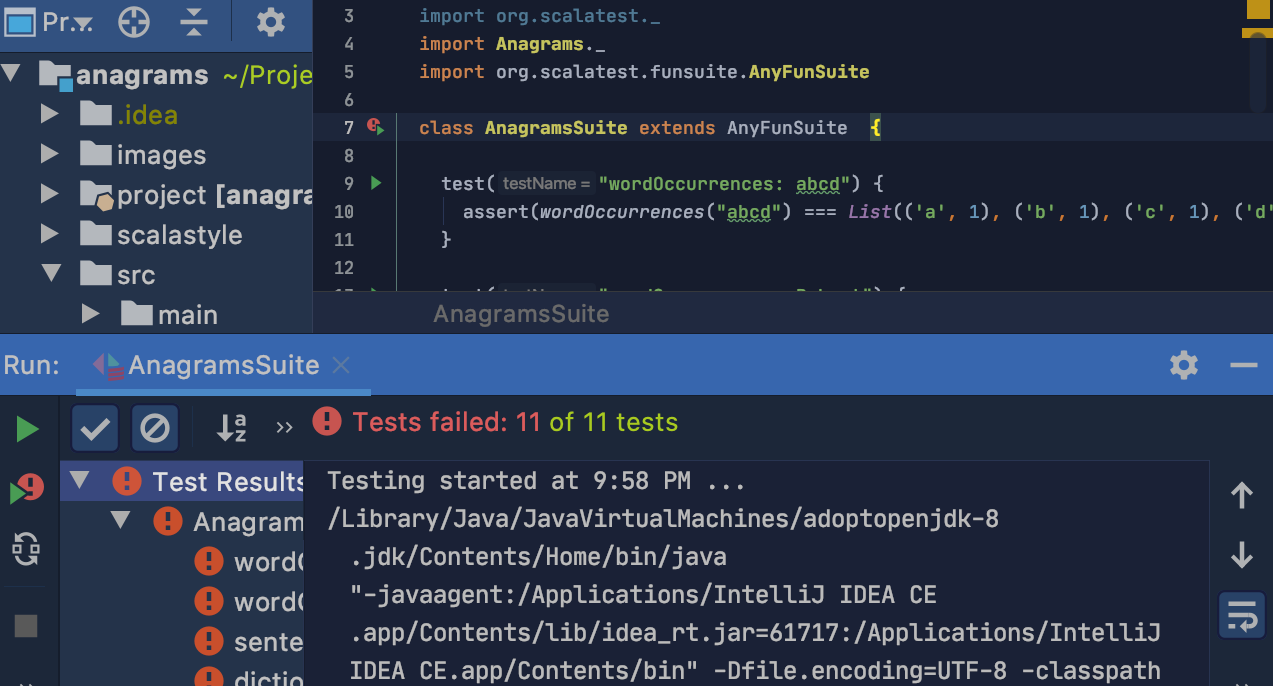 Pr...
anagrams ~/Proje
.idea
images
project [anagra
scalastyle
src
main
3 import org.scalatest._
4 import Anagrams._
5 import org.scalatest.funsuite.AnyFunSuite
6
7 class AnagramsSuite extends AnyFunSuite {
8
9 test( testName = "wordOccurrences: abcd") {
10 assert(wordOccurrences("abcd") === List(('a', 1), ('b', 1), ('c', 1), ('d'
11 }
12
AnagramsSuite
Run: AnagramsSuite
Tests failed: 11 of 11 tests
Test Results
Anagram
wordO
wordO
sente
dictio
Testing started at 9:58 PM ...
/Library/Java/JavaVirtualMachines/adoptopenjdk-8
.jdk/Contents/Home/bin/java
"-javaagent:/Applications/IntelliJ IDEA CE
.app/Contents/lib/idea_rt.jar=61717:/Applications/IntelliJ
IDEA CE.app/Contents/bin" -Dfile.encoding=UTF-8 -classpath